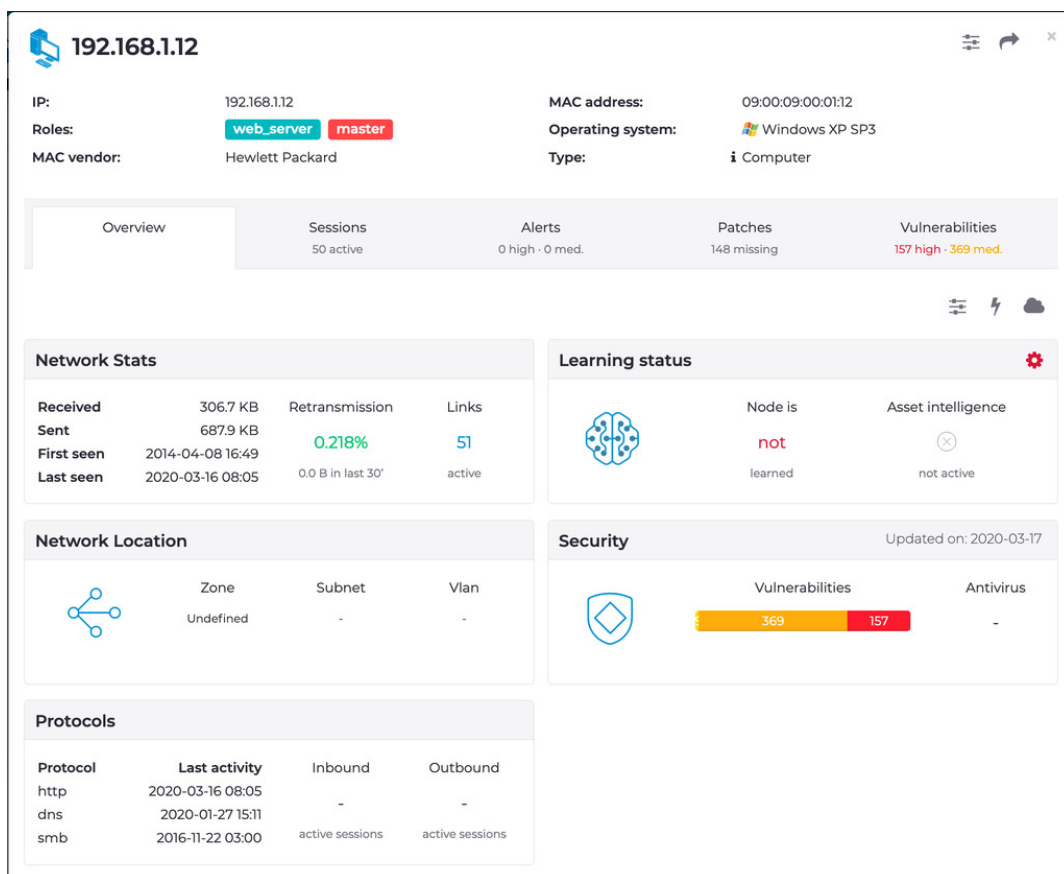 192.168.1.12
IP: 192.168.1.12 MAC address: 09:00:09:00:01:12
Roles: web_server master Operating system: Windows XP SP3
MAC vendor: Hewlett Packard Type: Computer
Overview Sessions Alerts Patches Vulnerabilities
50 active 0 high · 0 med. 148 missing 157 high · 369 med.
Network Stats
Received 306.7 KB Retransmission Links
Sent 687.9 KB 0.218% 51
First seen 2014-04-08 16:49
Last seen 2020-03-16 08:05 0.0 B in last 30' active
Learning status
Node is Asset intelligence
not
learned not active
Network Location
Zone Subnet Vlan
Undefined - -
Security Updated on: 2020-03-17
Vulnerabilities Antivirus
369 157 -
Protocols
Protocol Last activity Inbound Outbound
http 2020-03-16 08:05 - -
dns 2020-01-27 15:11
smb 2016-11-22 03:00 active sessions active sessions